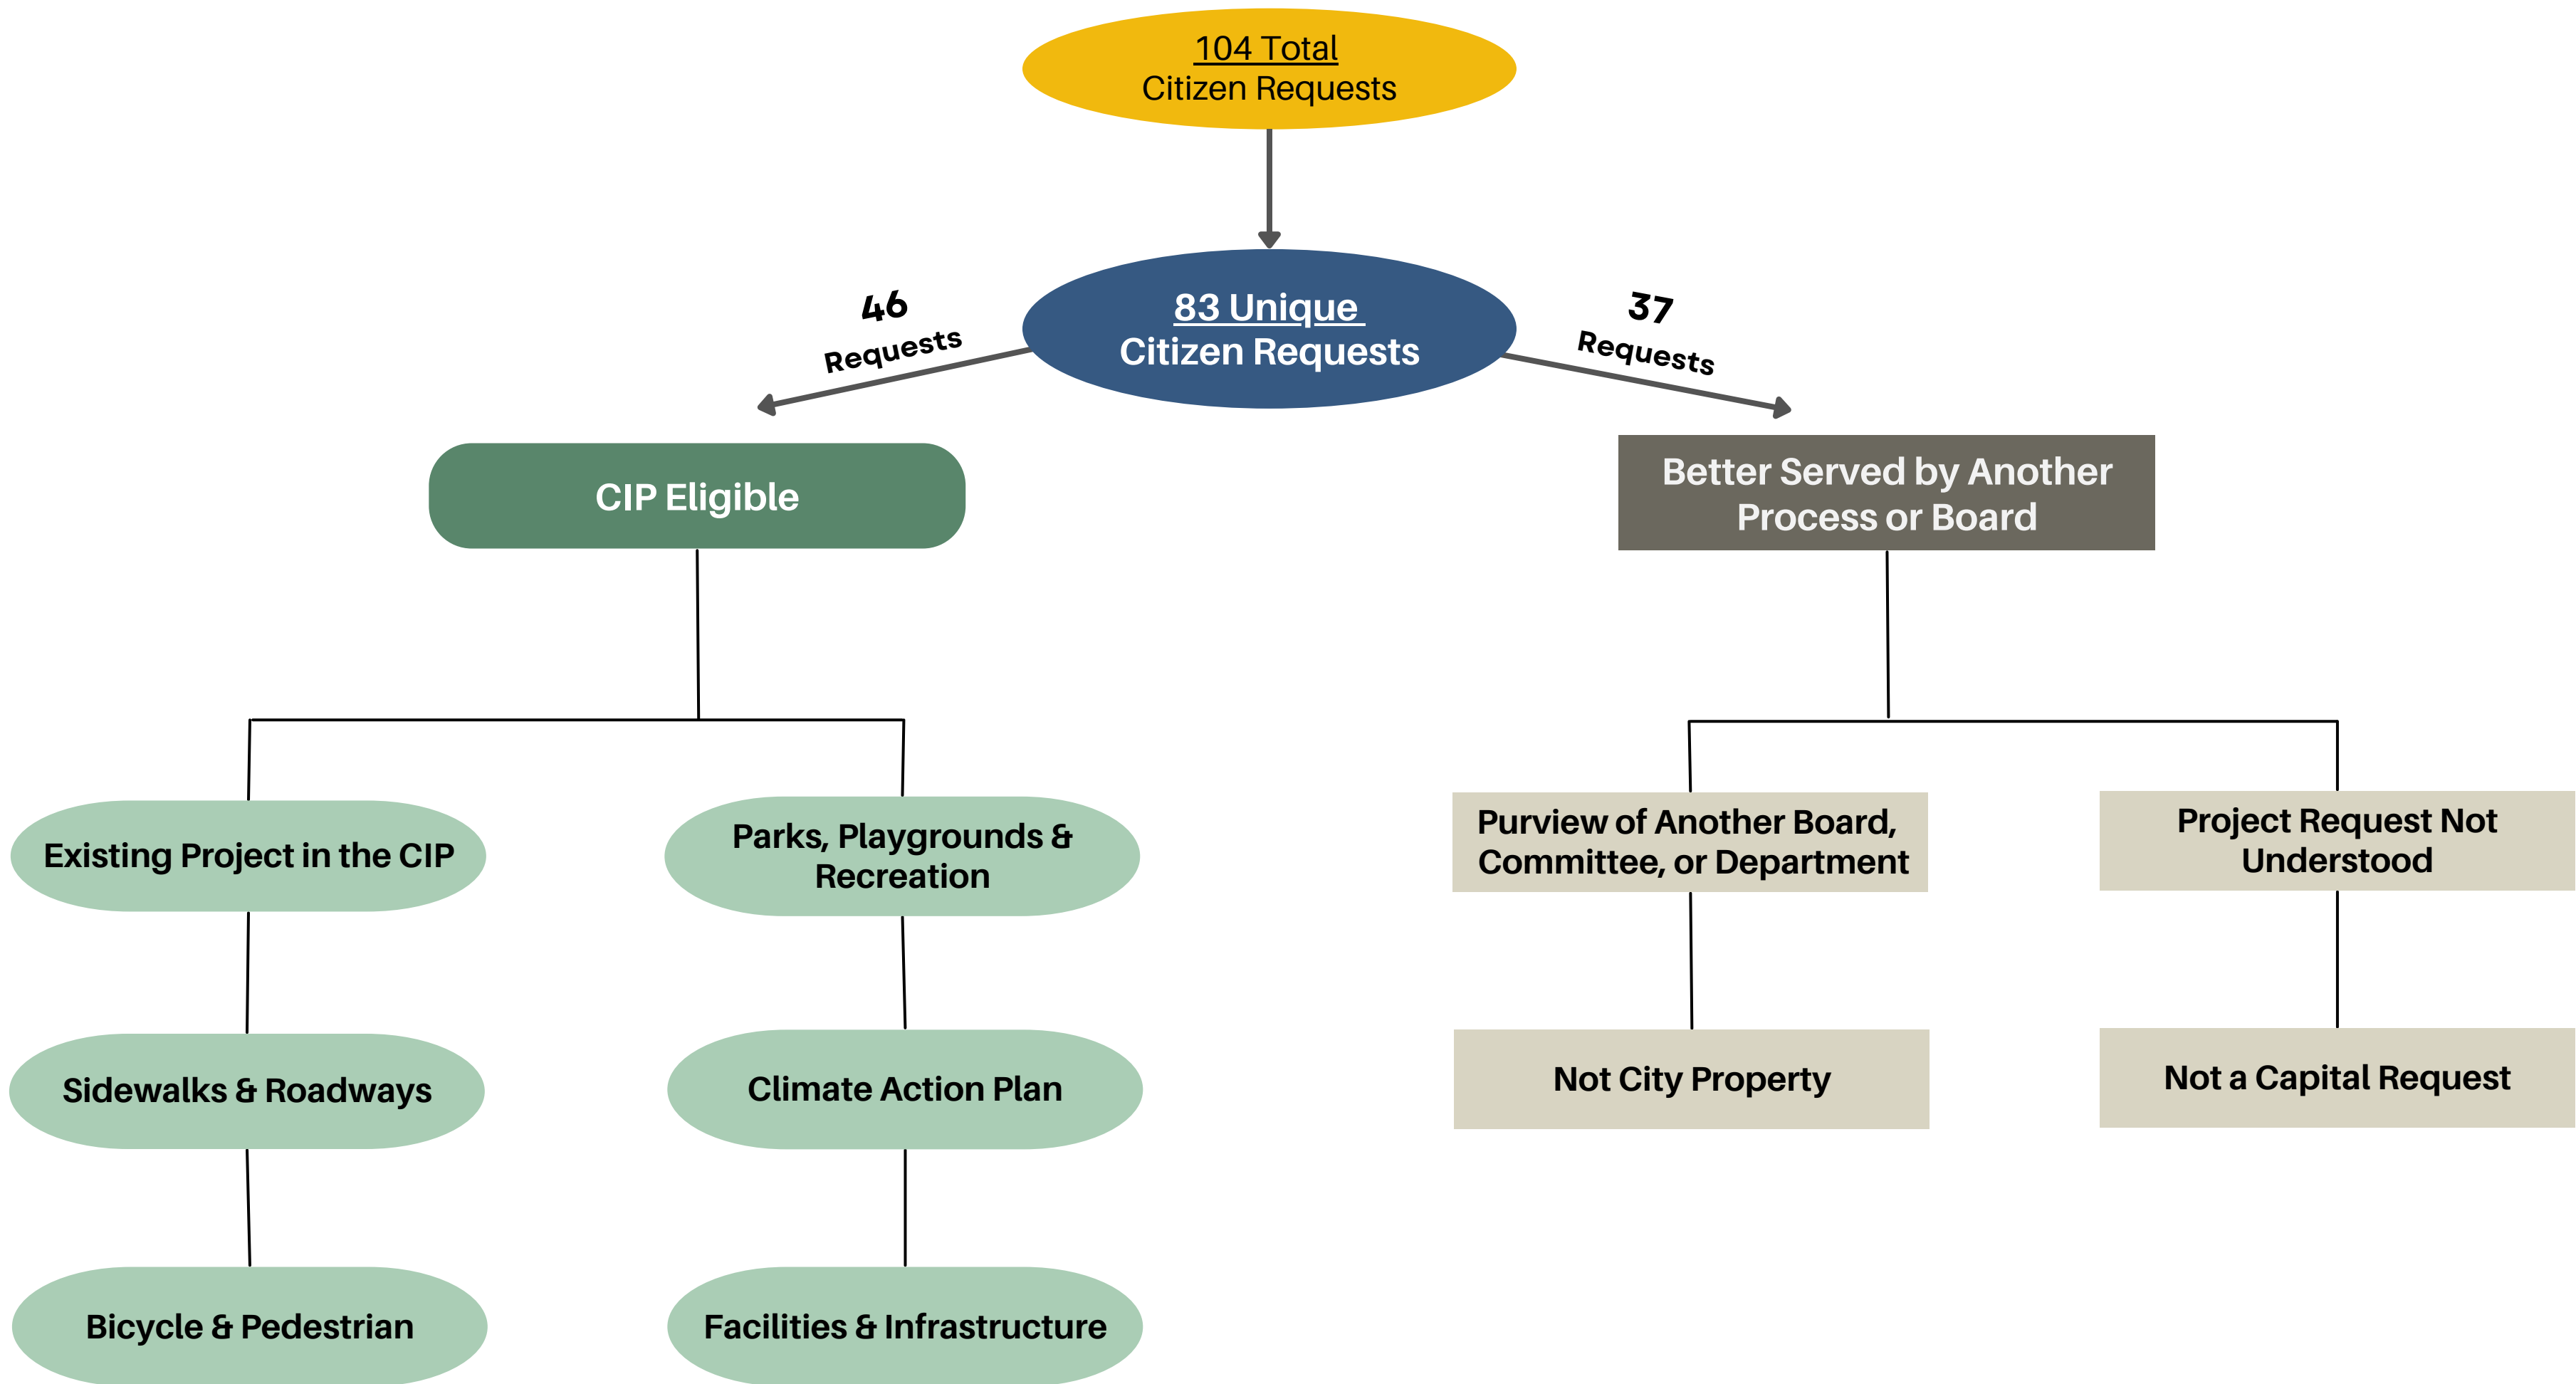 104 Total
Citizen Requests
83 Unique
Citizen Requests
46
Requests
37
Requests
CIP Eligible
Better Served by Another
Process or Board
Existing Project in the CIP
Parks, Playgrounds &
Recreation
Purview of Another Board,
Committee, or Department
Project Request Not
Understood
Sidewalks & Roadways
Climate Action Plan
Not City Property
Not a Capital Request
Bicycle & Pedestrian
Facilities & Infrastructure